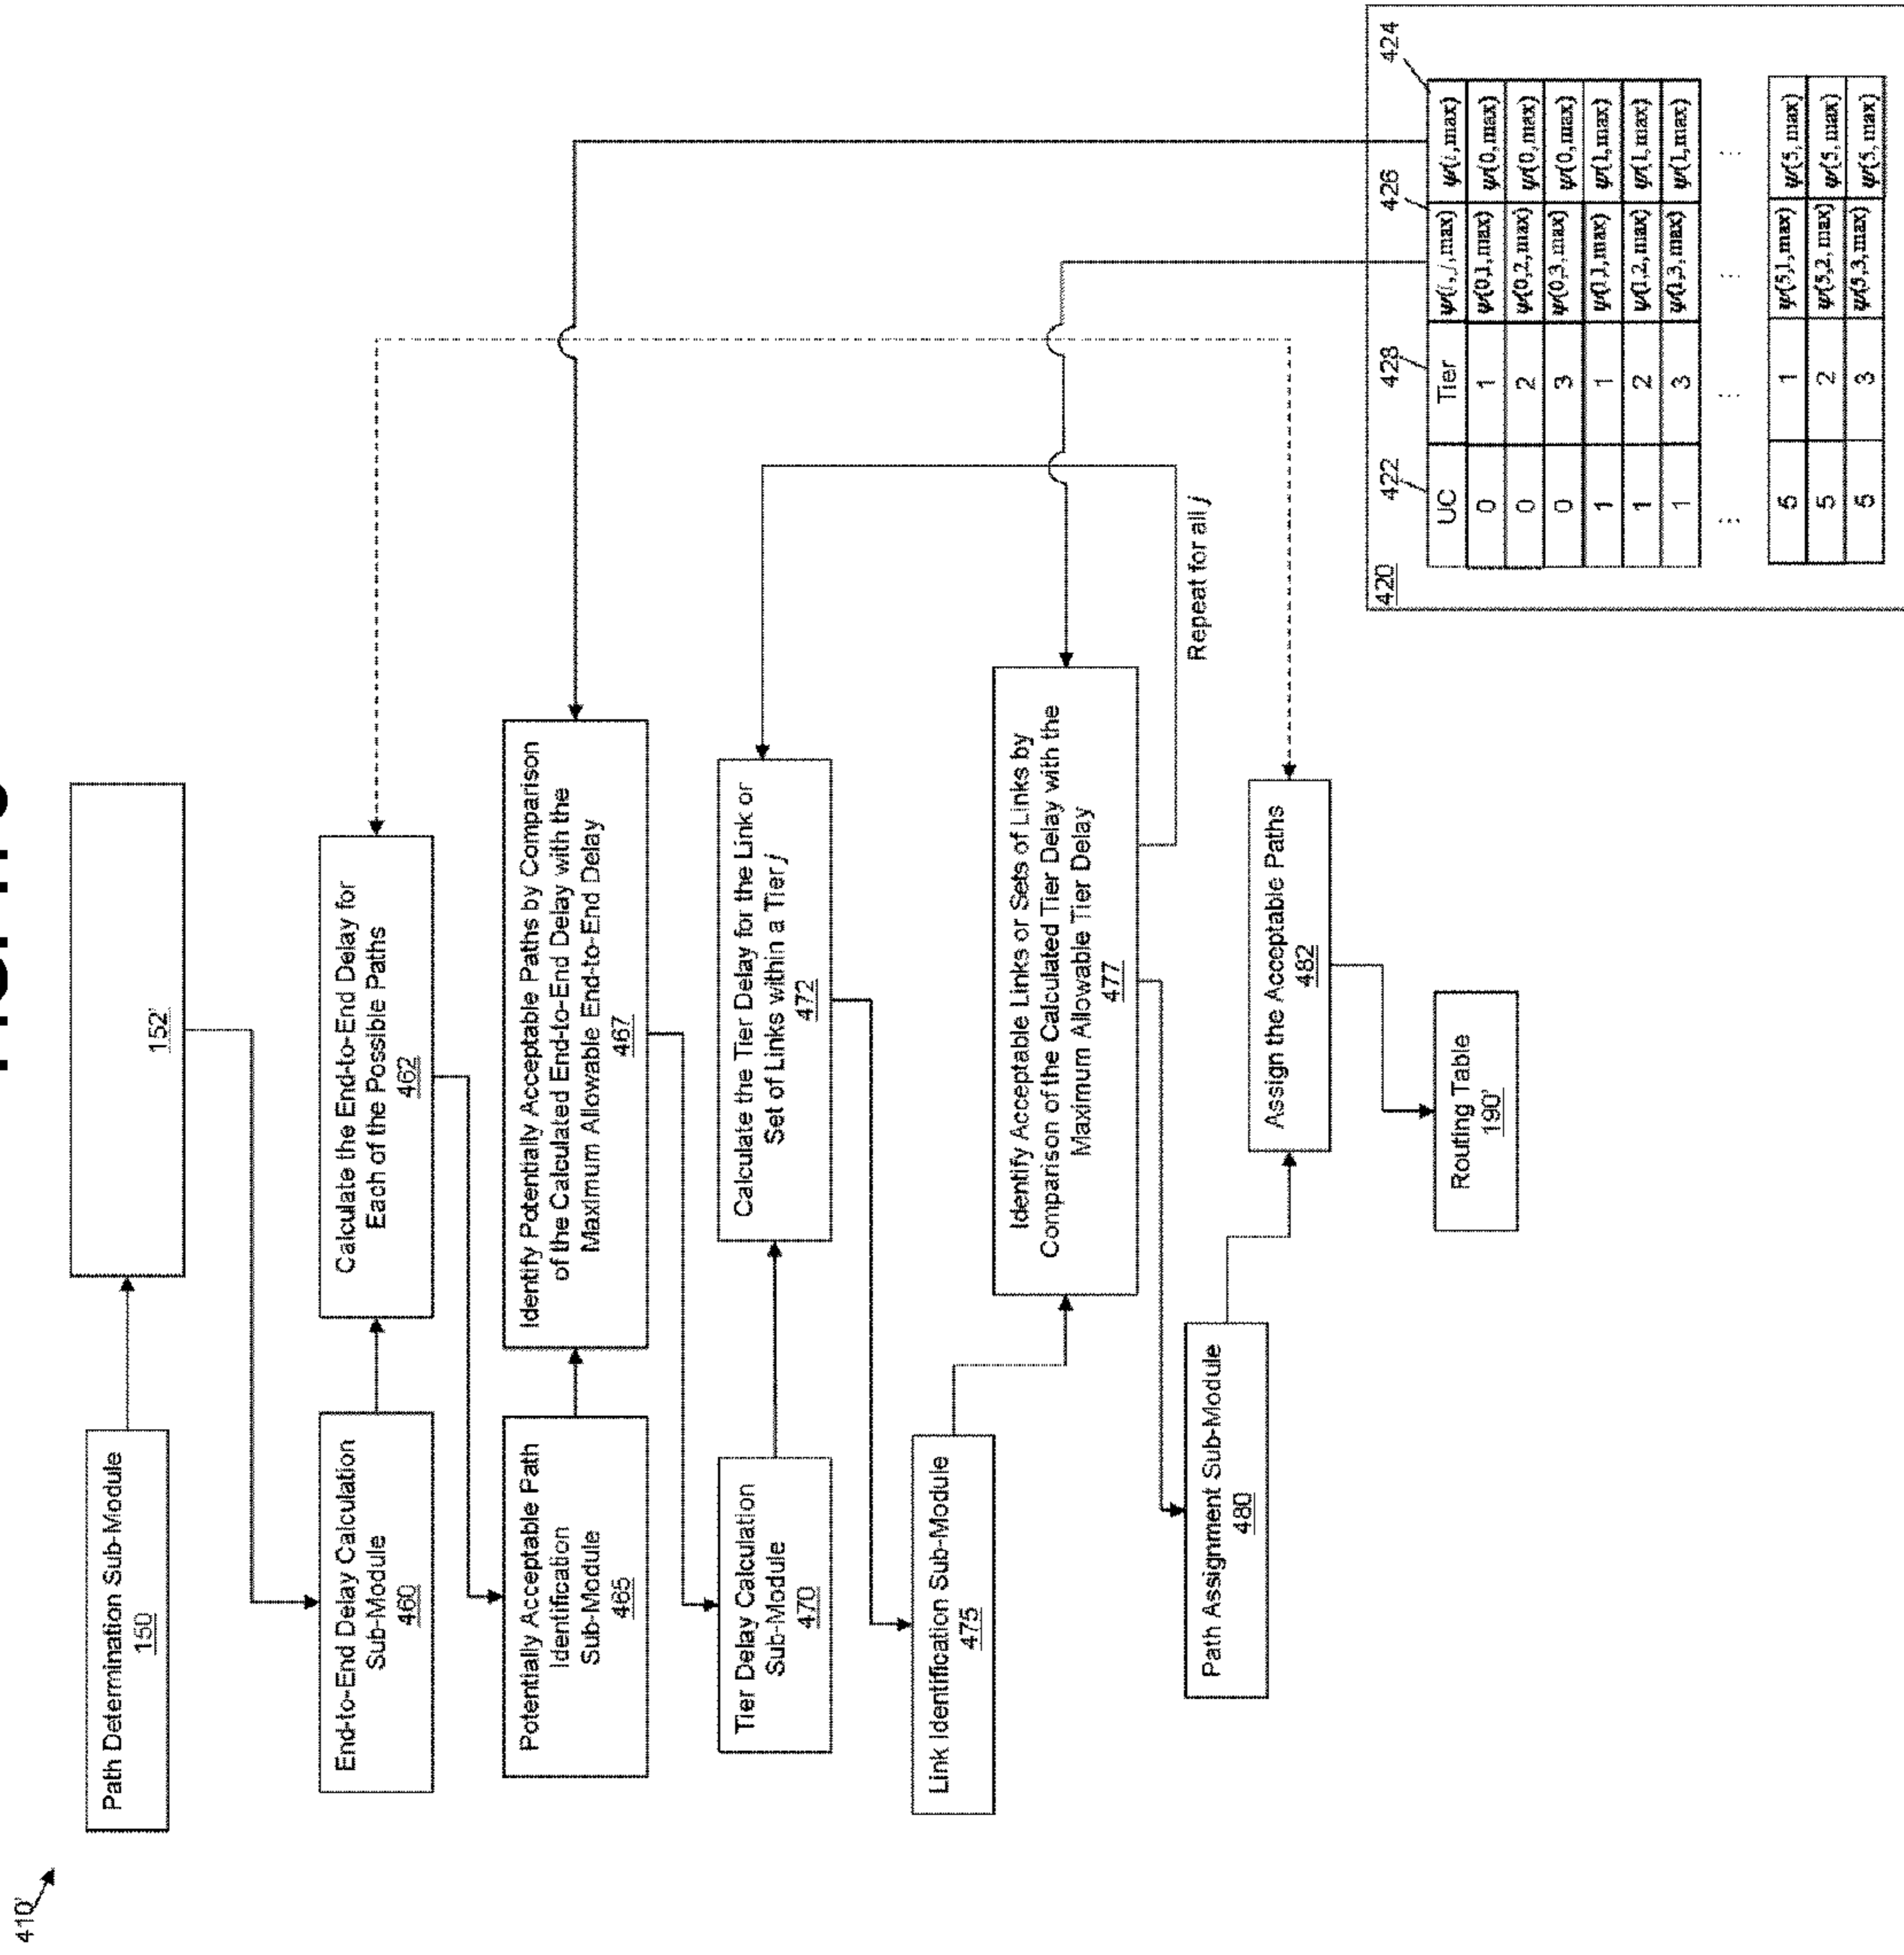 410'
Path Determination Sub-Module
150
152'
End-to-End Delay Calculation
Sub-Module
460
Calculate the End-to-End Delay for
Each of the Possible Paths
462
Potentially Acceptable Path
Identification
Sub-Module
465
Identify Potentially Acceptable Paths by Comparison
of the Calculated End-to-End Delay with the
Maximum Allowable End-to-End Delay
467
Tier Delay Calculation
Sub-Module
470
Calculate the Tier Delay for the Link or
Set of Links within a Tier j
472
Link Identification Sub-Module
475
Identify Acceptable Links or Sets of Links by
Comparison of the Calculated Tier Delay with the
Maximum Allowable Tier Delay
477
Repeat for all j
Path Assignment Sub-Module
480
Assign the Acceptable Paths
482
Routing Table
190'
420
422 428 426 424
UC Tier ψ(i,j,max) ψ(i,max)
0 1 ψ(0,1,max) ψ(0,max)
0 2 ψ(0,2,max) ψ(0,max)
0 3 ψ(0,3,max) ψ(0,max)
1 1 ψ(1,1,max) ψ(1,max)
1 2 ψ(1,2,max) ψ(1,max)
1 3 ψ(1,3,max) ψ(1,max)
5 1 ψ(5,1,max) ψ(5,max)
5 2 ψ(5,2,max) ψ(5,max)
5 3 ψ(5,3,max) ψ(5,max)